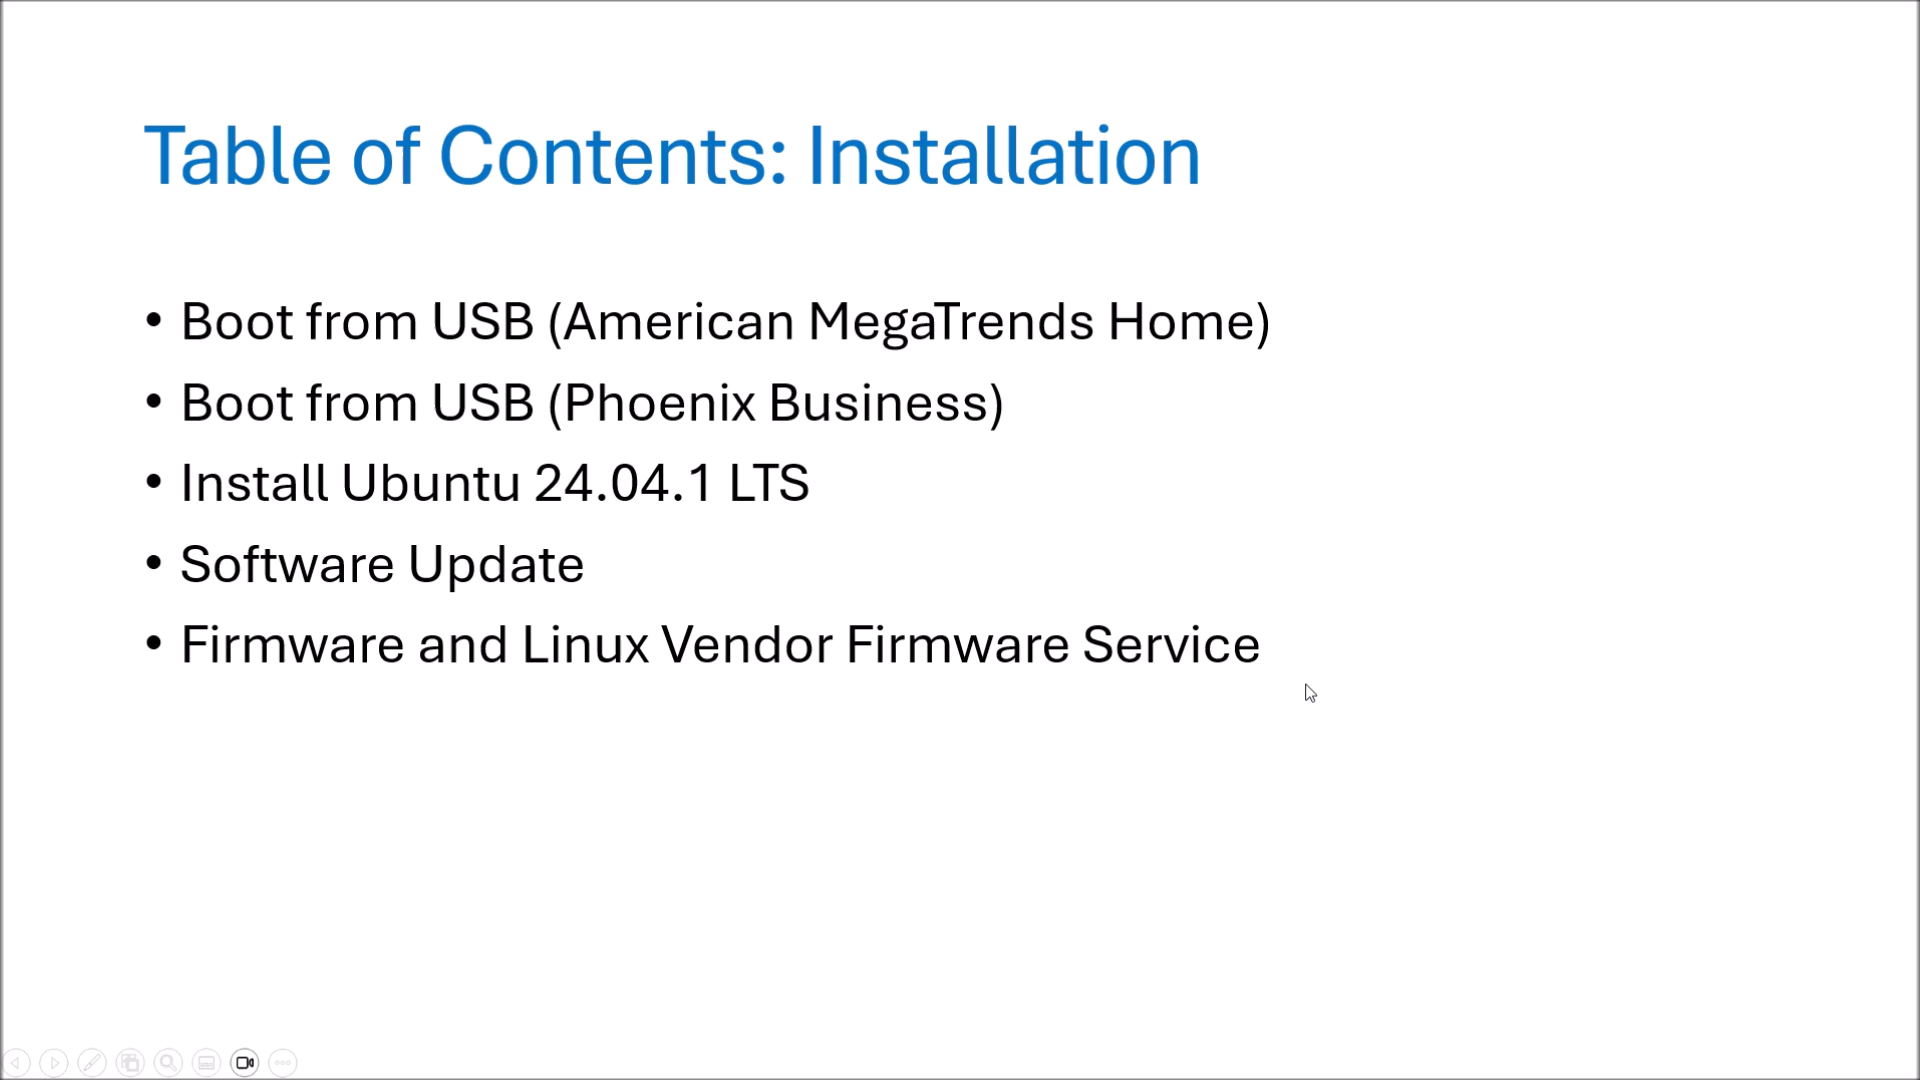 Table of Contents: Installation
• Boot from USB (American MegaTrends Home)
• Boot from USB (Phoenix Business)
• Install Ubuntu 24.04.1 LTS
• Software Update
• Firmware and Linux Vendor Firmware Service